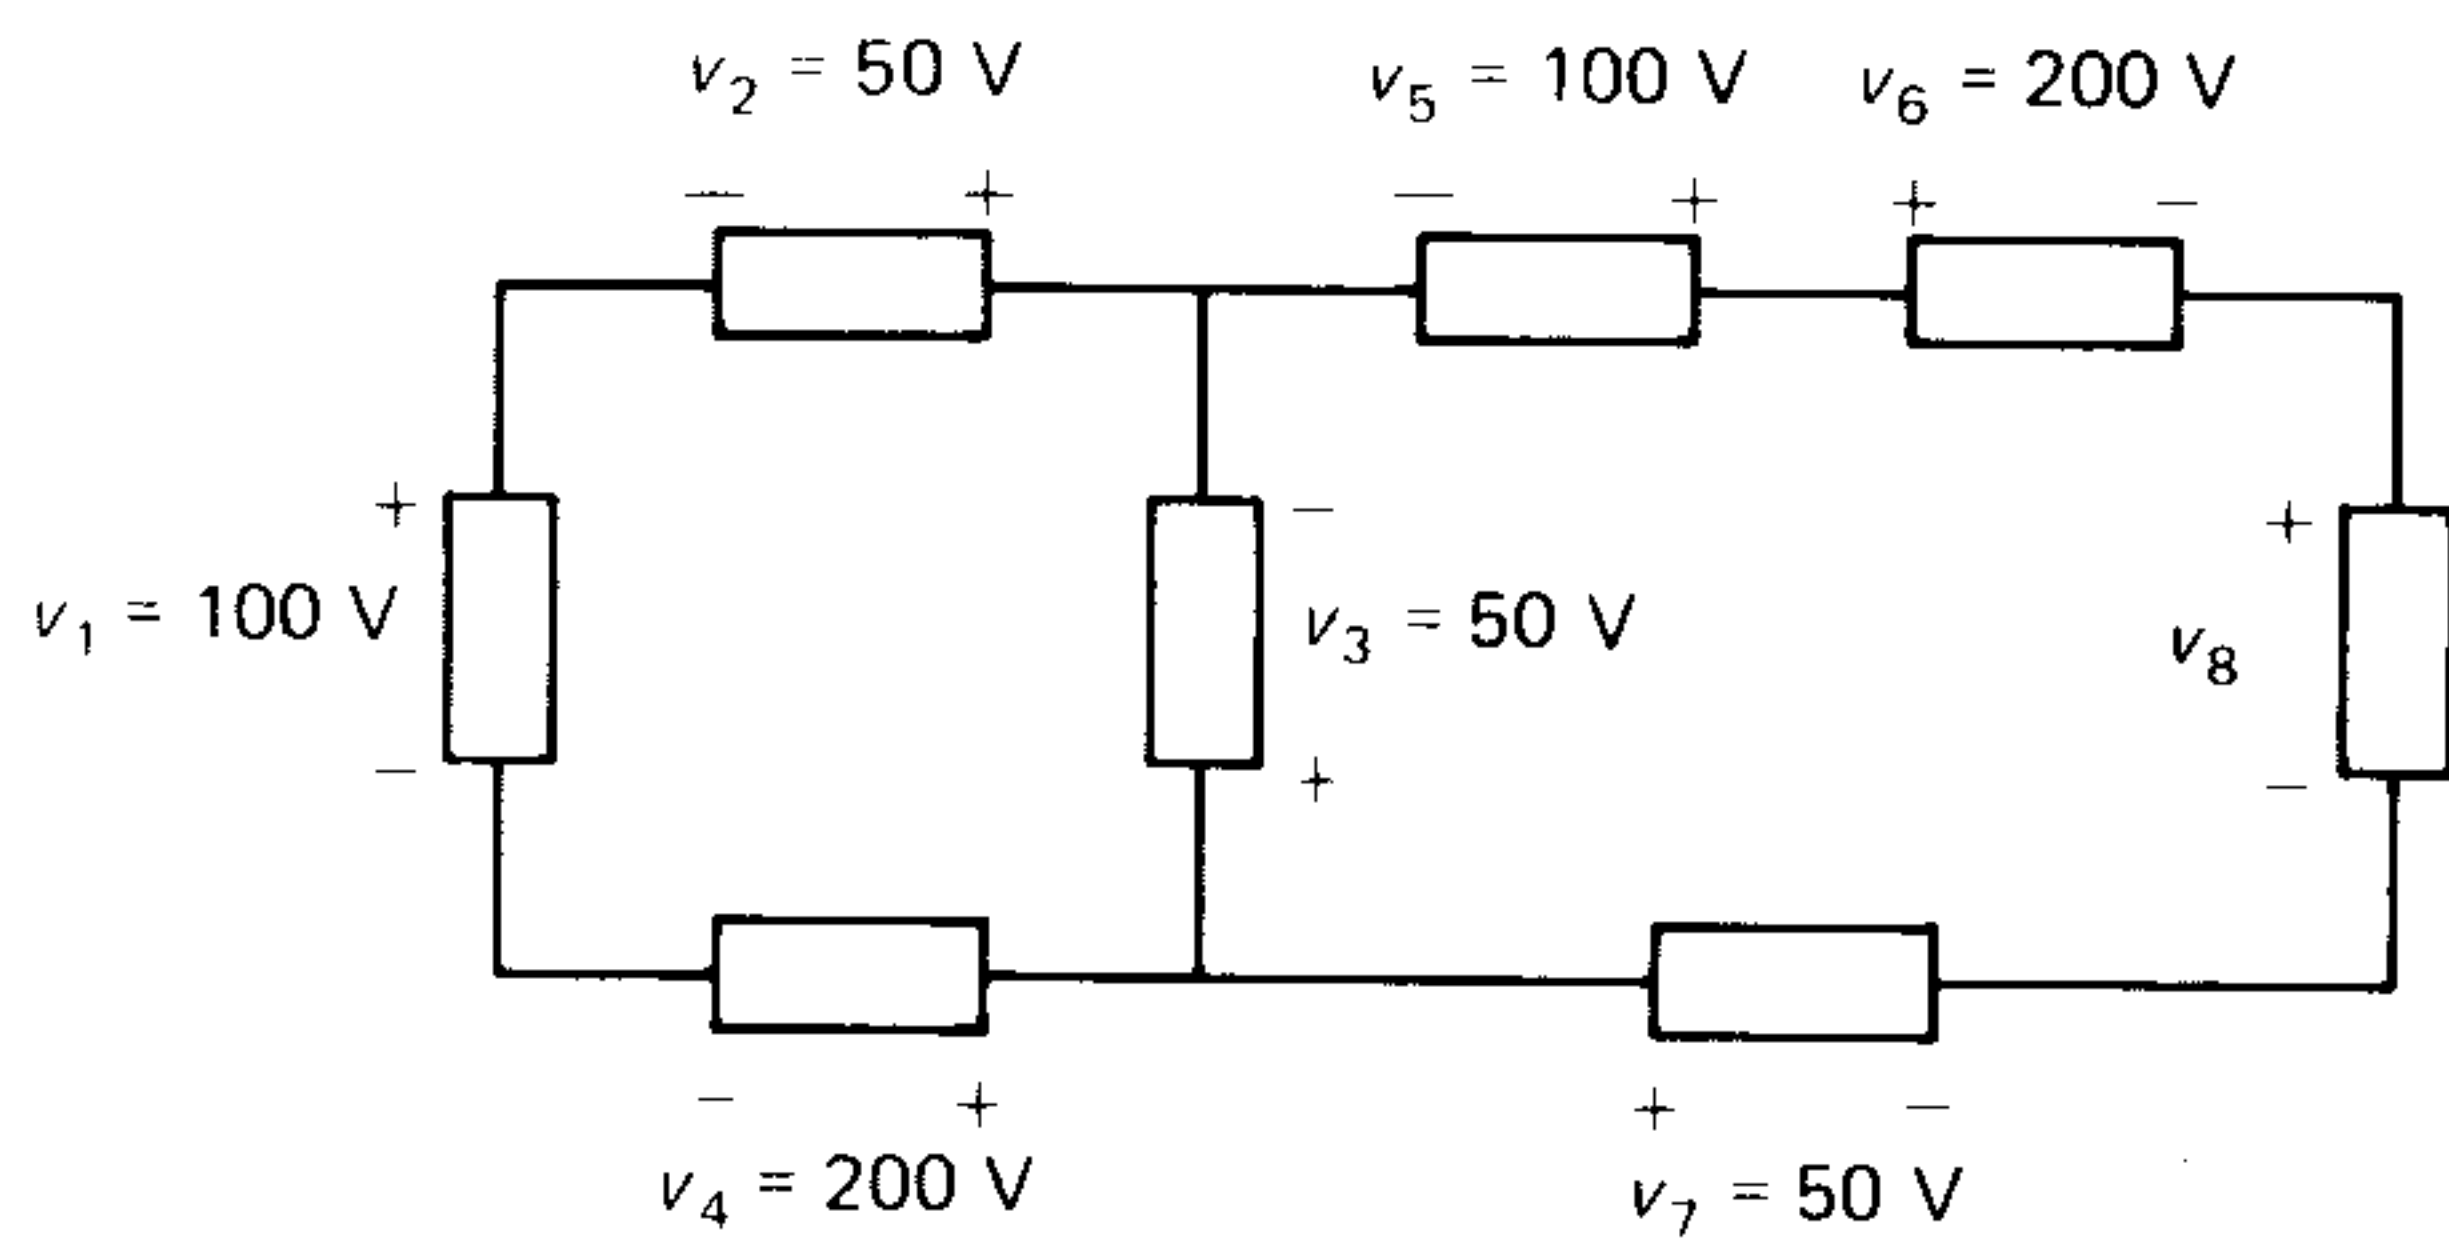 v2 = 50 V
v5 = 100 V
v6 = 200 V
− +
− +
+ −
+
−
+
v1 = 100 V
v3 = 50 V
v8
−
+
−
− +
+ −
v4 = 200 V
v7 = 50 V